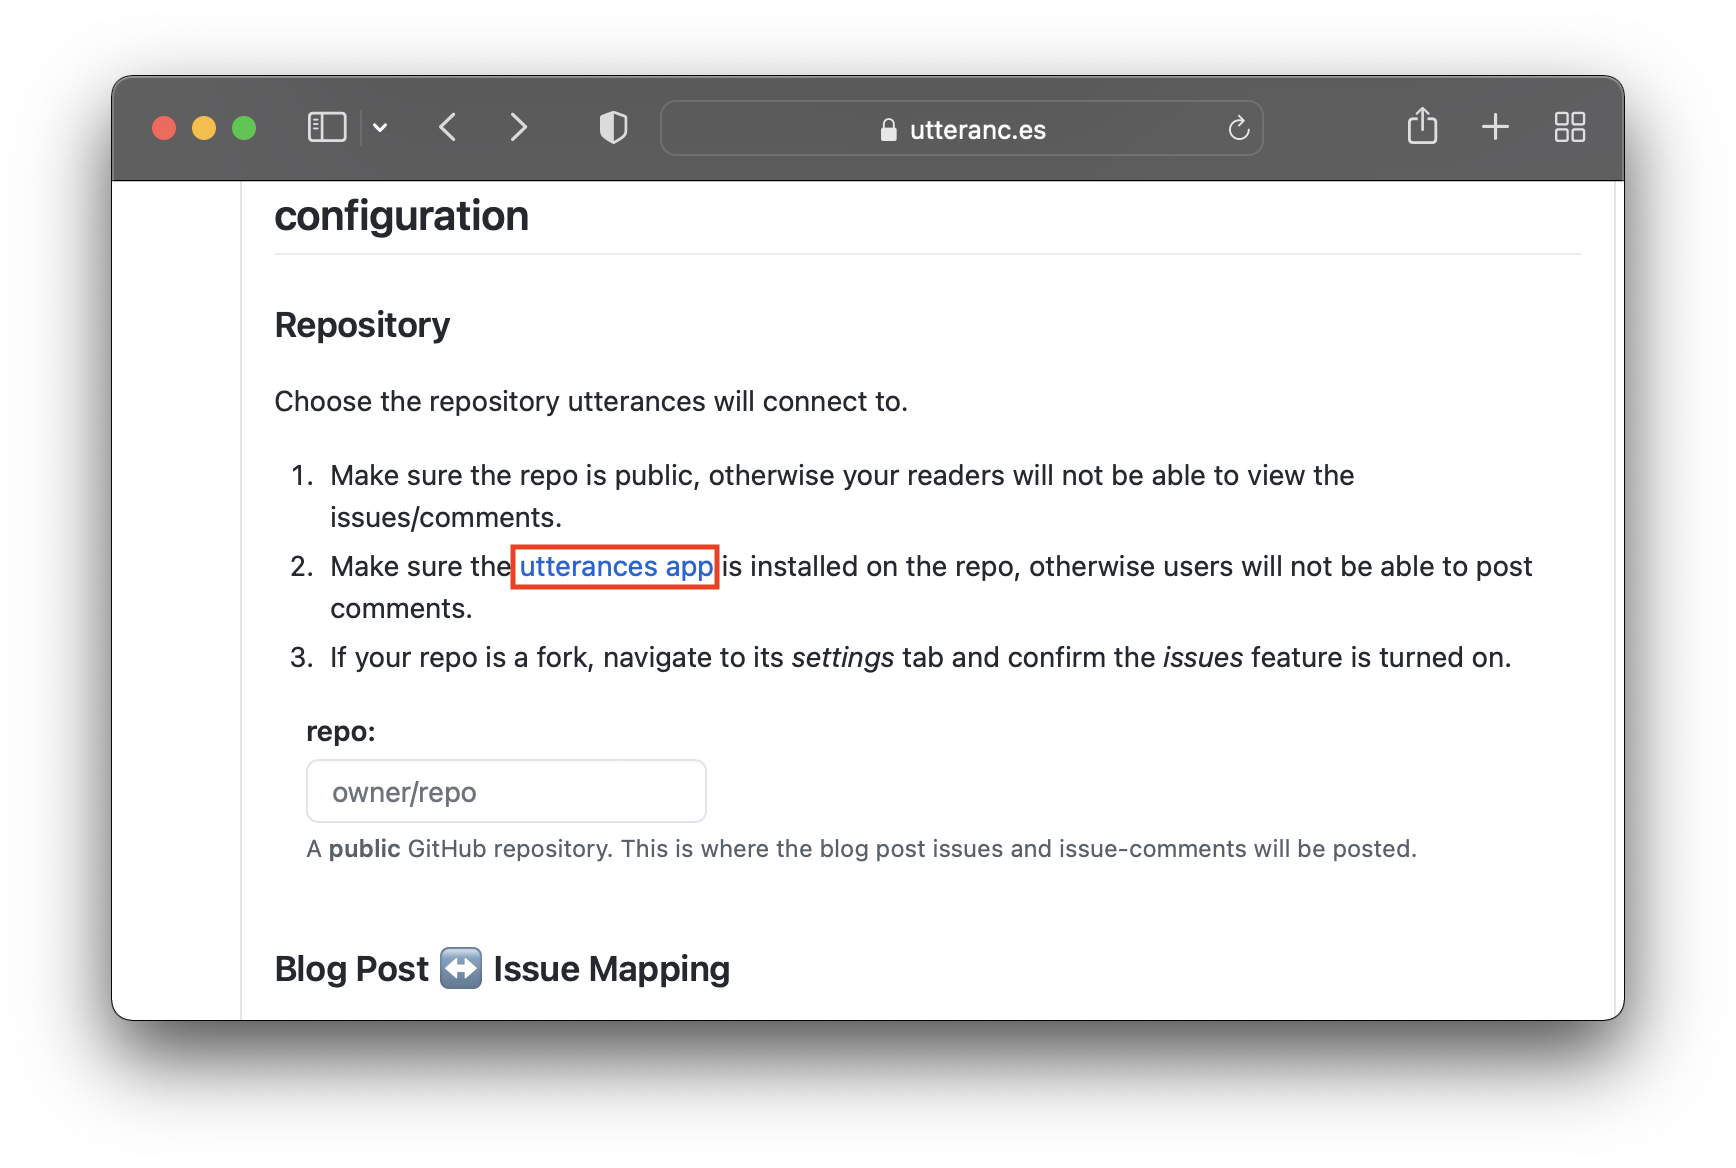 utteranc.es
configuration
Repository
Choose the repository utterances will connect to.
1. Make sure the repo is public, otherwise your readers will not be able to view the
issues/comments.
2. Make sure the utterances app is installed on the repo, otherwise users will not be able to post
comments.
3. If your repo is a fork, navigate to its settings tab and confirm the issues feature is turned on.
repo:
owner/repo
A public GitHub repository. This is where the blog post issues and issue-comments will be posted.
Blog Post ↔️ Issue Mapping